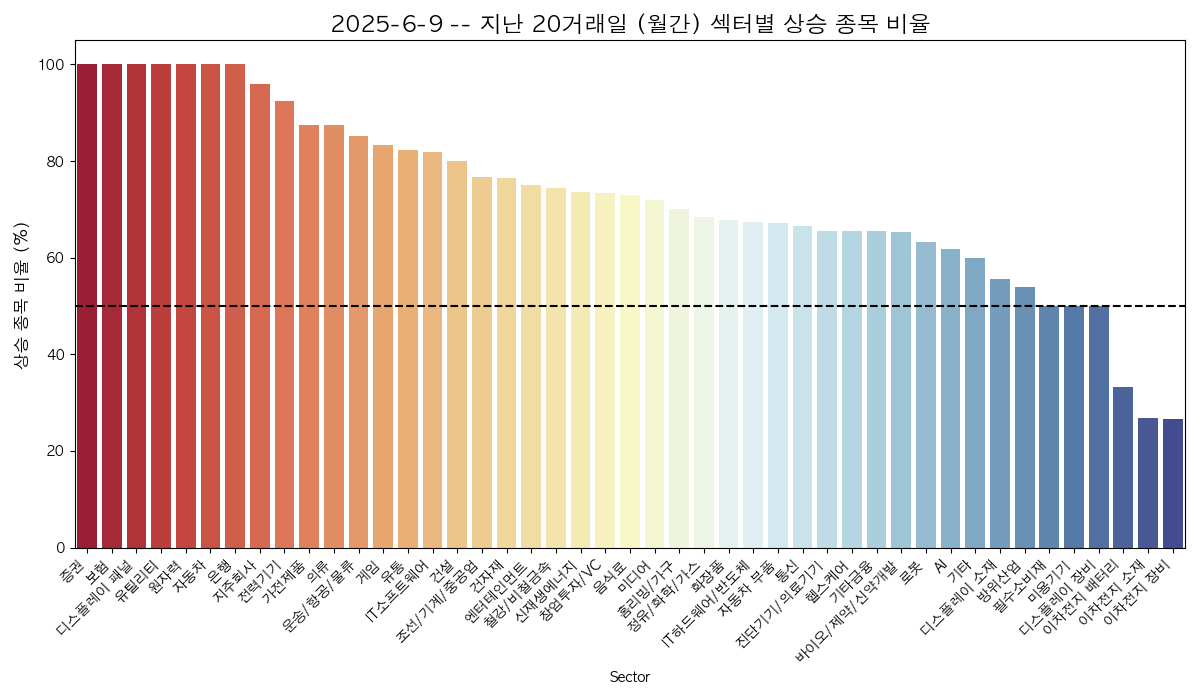 2025-6-9 -- 지난 20거래일 (월간) 섹터별 상승 종목 비율
상승 종목 비율 (%)
100
80
60
40
20
0
증권
보험
디스플레이 패널
유틸리티
원자력
자동차
은행
지주회사
전력기기
가전제품
의류
운송/항공/물류
게임
유통
IT소프트웨어
건설
조선/기계/중공업
건자재
엔터테인먼트
철강/비철금속
신재생에너지
창업투자/VC
음식료
미디어
홈리빙/가구
정유/화학/가스
화장품
IT하드웨어/반도체
자동차 부품
통신
진단기기/의료기기
헬스케어
기타금융
바이오/제약/신약개발
로봇
AI
기타
디스플레이 소재
방위산업
필수소비재
미용기기
디스플레이 장비
이차전지 배터리
이차전지 소재
이차전지 장비
Sector